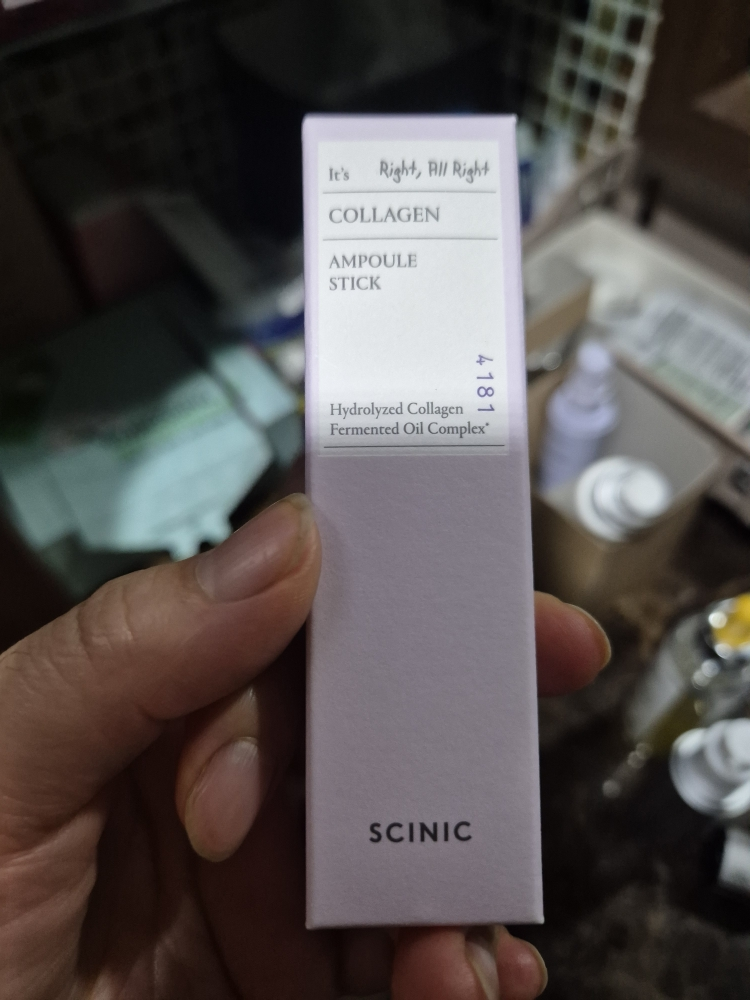 It's Right, All Right
COLLAGEN
AMPOULE
STICK
4181
Hydrolyzed Collagen
Fermented Oil Complex*
SCINIC